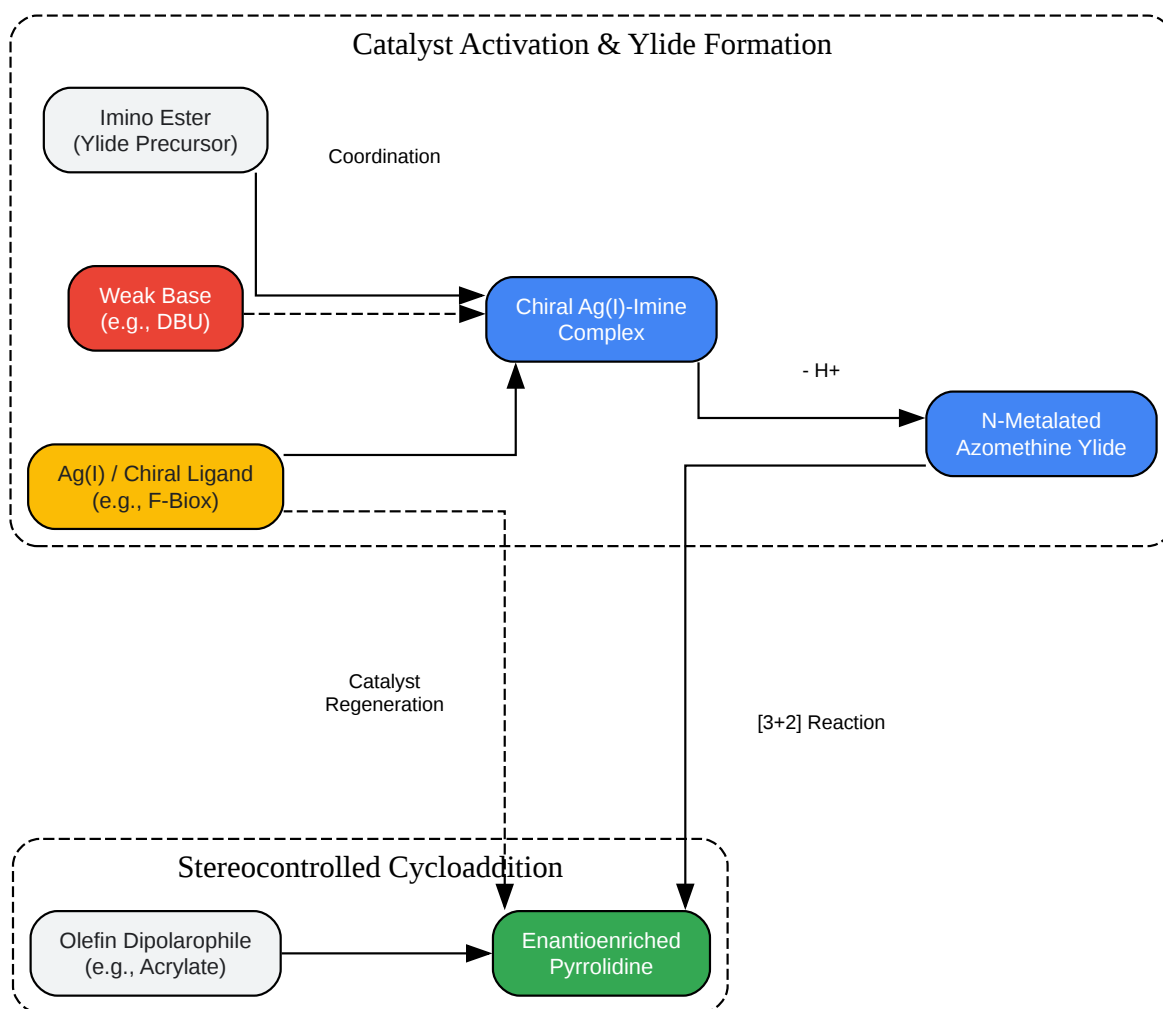 Catalyst Activation & Ylide Formation
Imino Ester
(Ylide Precursor)
Coordination
Weak Base
(e.g., DBU)
Chiral Ag(I)-Imine
Complex
- H+
N-Metalated
Azomethine Ylide
Ag(I) / Chiral Ligand
(e.g., F-Biox)
Catalyst
Regeneration
[3+2] Reaction
Stereocontrolled Cycloaddition
Olefin Dipolarophile
(e.g., Acrylate)
Enantioenriched
Pyrrolidine